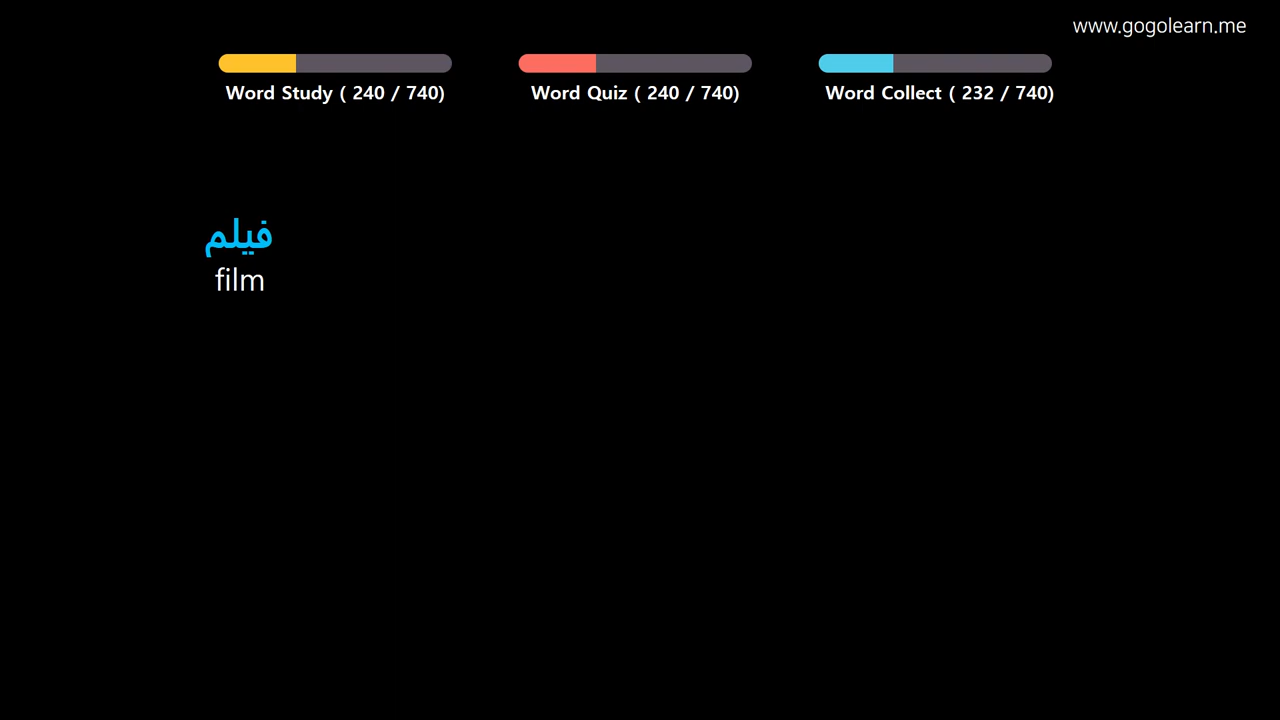 www.gogolearn.me
Word Study ( 240 / 740)
Word Quiz ( 240 / 740)
Word Collect ( 232 / 740)
فيلم
film